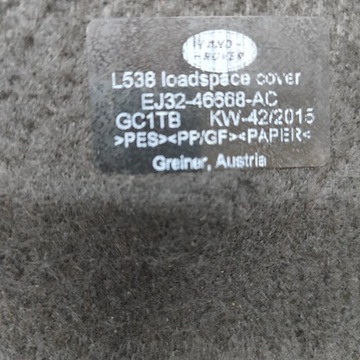 LAND-
ROVER
L538 loadspace cover
EJ32-46668-AC
GC1TB KW-42/2015
>PES><PP/GF><PAPER<
Greiner, Austria